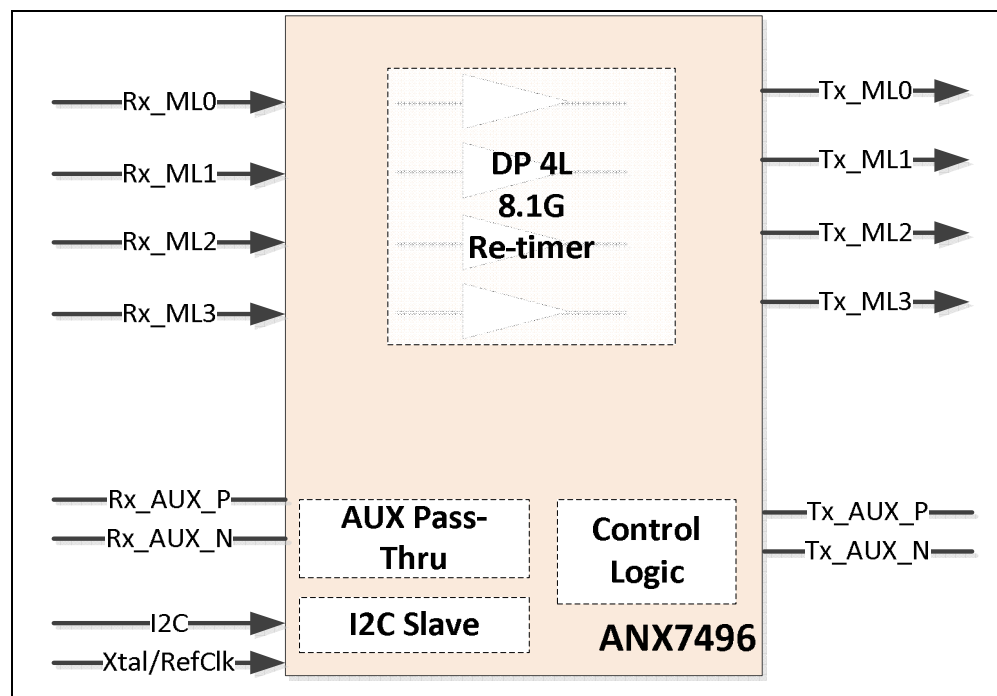 Rx_ML0
Rx_ML1
Rx_ML2
Rx_ML3
DP 4L
8.1G
Re-timer
Tx_ML0
Tx_ML1
Tx_ML2
Tx_ML3
Rx_AUX_P
Rx_AUX_N
I2C
Xtal/RefClk
AUX Pass-
Thru
I2C Slave
Control
Logic
ANX7496
Tx_AUX_P
Tx_AUX_N